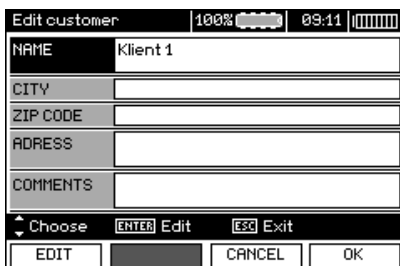 Edit customer 100% 09:11
NAME Klient 1
CITY
ZIP CODE
ADRESS
COMMENTS
Choose ENTER Edit ESC Exit
EDIT CANCEL OK